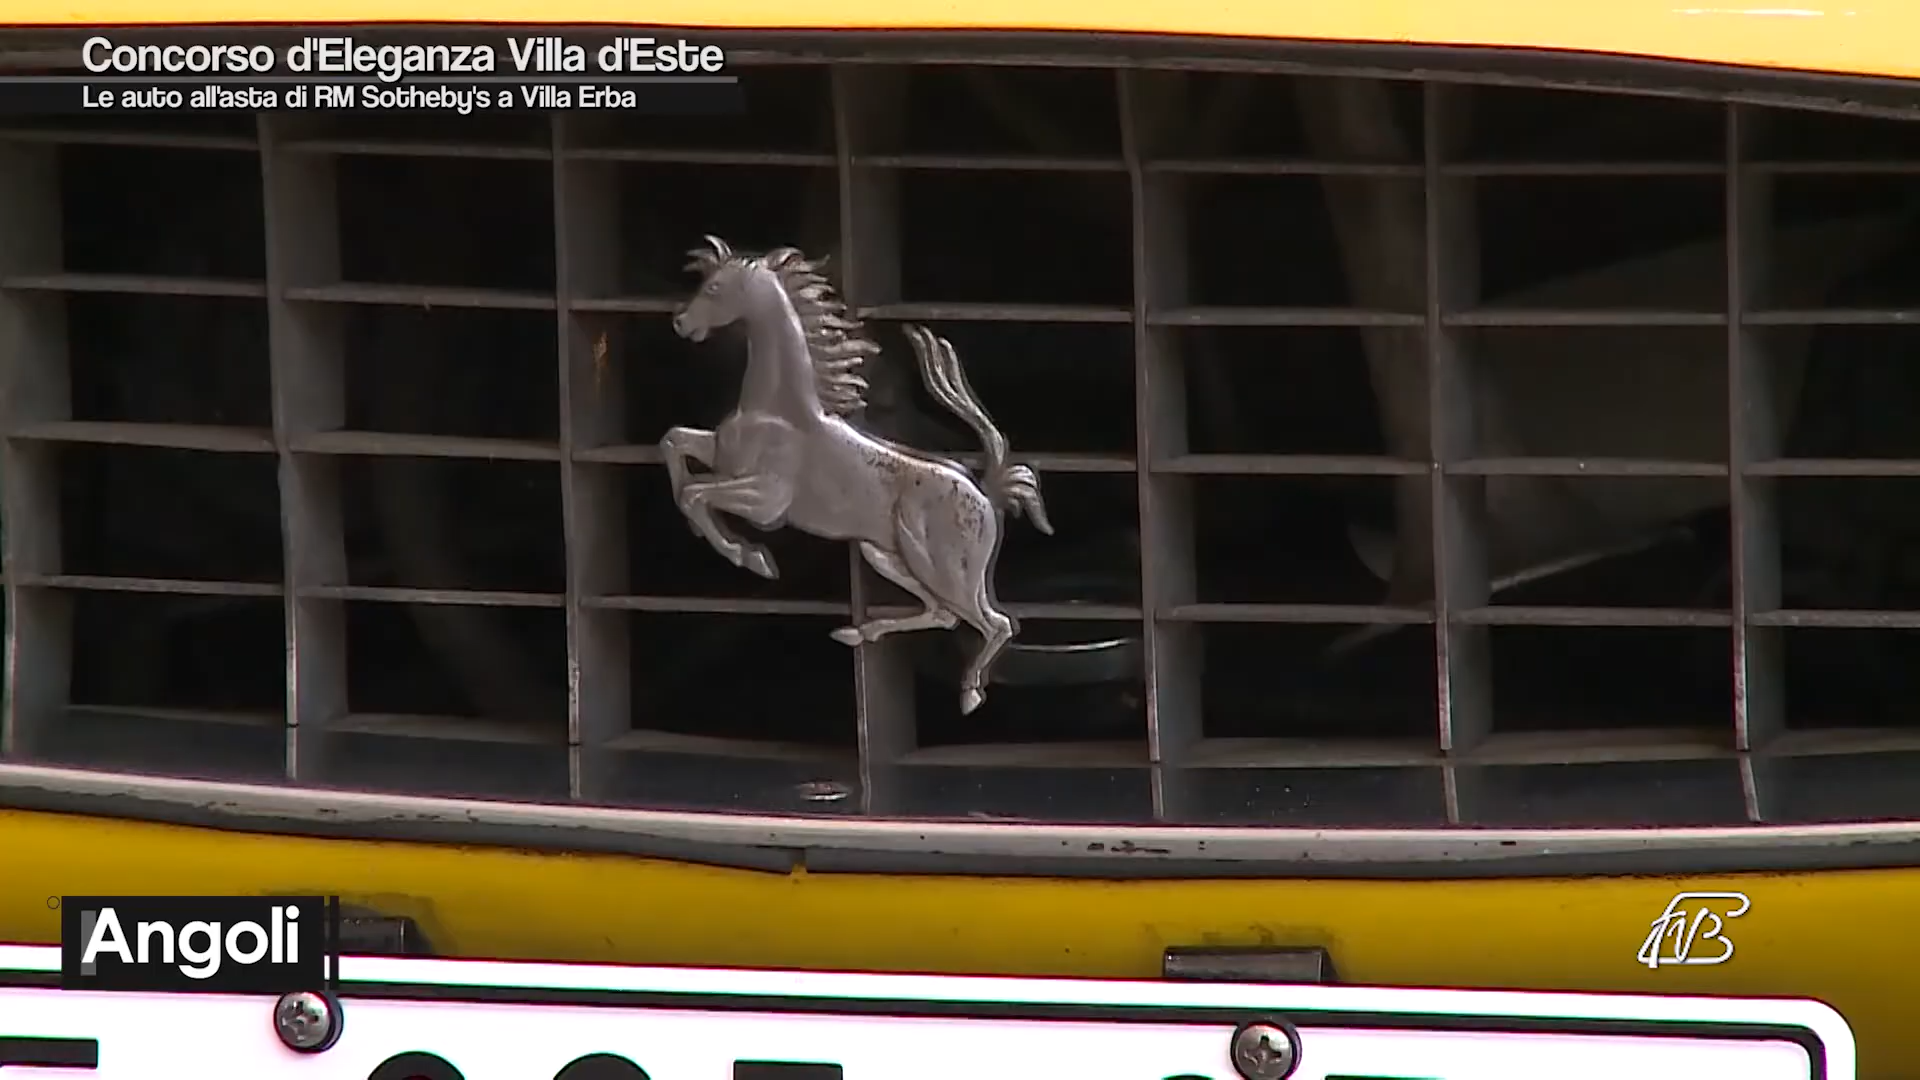 Concorso d'Eleganza Villa d'Este
Le auto all'asta di RM Sotheby's a Villa Erba
Angoli